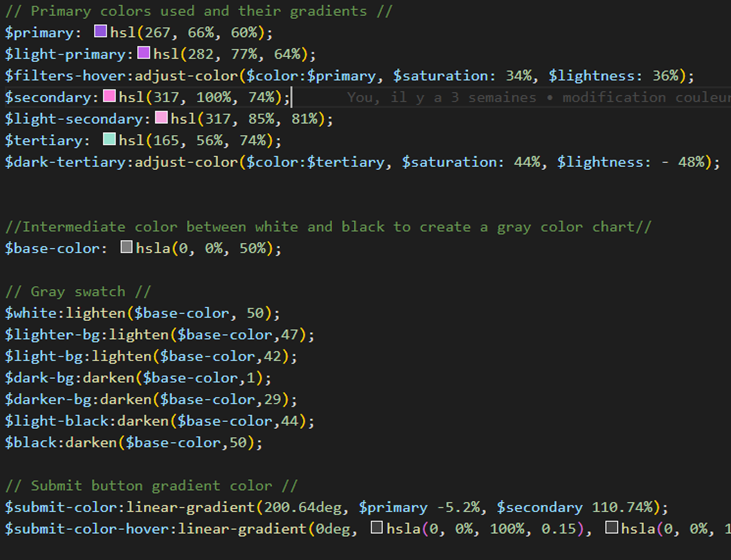 // Primary colors used and their gradients //
$primary: hsl(267, 66%, 60%);
$light-primary:hsl(282, 77%, 64%);
$filters-hover:adjust-color($color:$primary, $saturation: 34%, $lightness: 36%);
$secondary:hsl(317, 100%, 74%); You, il y a 3 semaines • modification couleur
$light-secondary:hsl(317, 85%, 81%);
$tertiary: hsl(165, 56%, 74%);
$dark-tertiary:adjust-color($color:$tertiary, $saturation: 44%, $lightness: - 48%);
//Intermediate color between white and black to create a gray color chart//
$base-color: hsla(0, 0%, 50%);
// Gray swatch //
$white:lighten($base-color, 50);
$lighter-bg:lighten($base-color,47);
$light-bg:lighten($base-color,42);
$dark-bg:darken($base-color,1);
$darker-bg:darken($base-color,29);
$light-black:darken($base-color,44);
$black:darken($base-color,50);
// Submit button gradient color //
$submit-color:linear-gradient(200.64deg, $primary -5.2%, $secondary 110.74%);
$submit-color-hover:linear-gradient(0deg, hsla(0, 0%, 100%, 0.15), hsla(0, 0%, 1